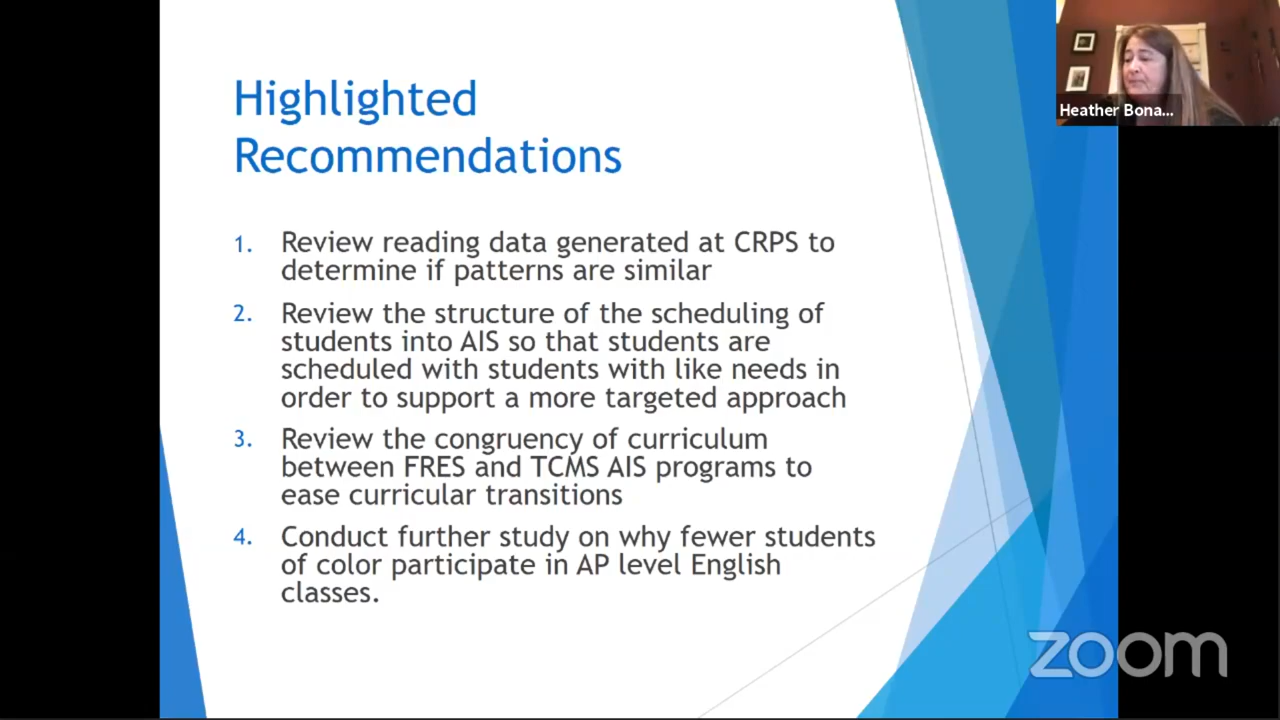 Highlighted
Recommendations
1. Review reading data generated at CRPS to
determine if patterns are similar
2. Review the structure of the scheduling of
students into AIS so that students are
scheduled with students with like needs in
order to support a more targeted approach
3. Review the congruency of curriculum
between FRES and TCMS AIS programs to
ease curricular transitions
4. Conduct further study on why fewer students
of color participate in AP level English
classes.
Heather Bona...
zoom